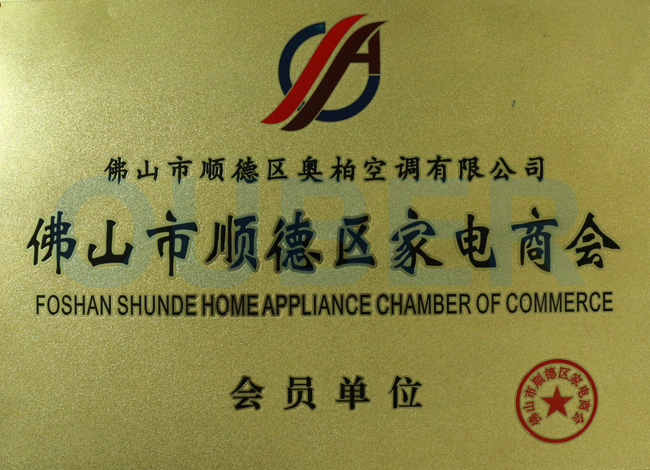 佛山市顺德区奥柏空调有限公司
OUBER
佛山市顺德区家电商会
FOSHAN SHUNDE HOME APPLIANCE CHAMBER OF COMMERCE
会员单位
佛山市顺德区家电商会